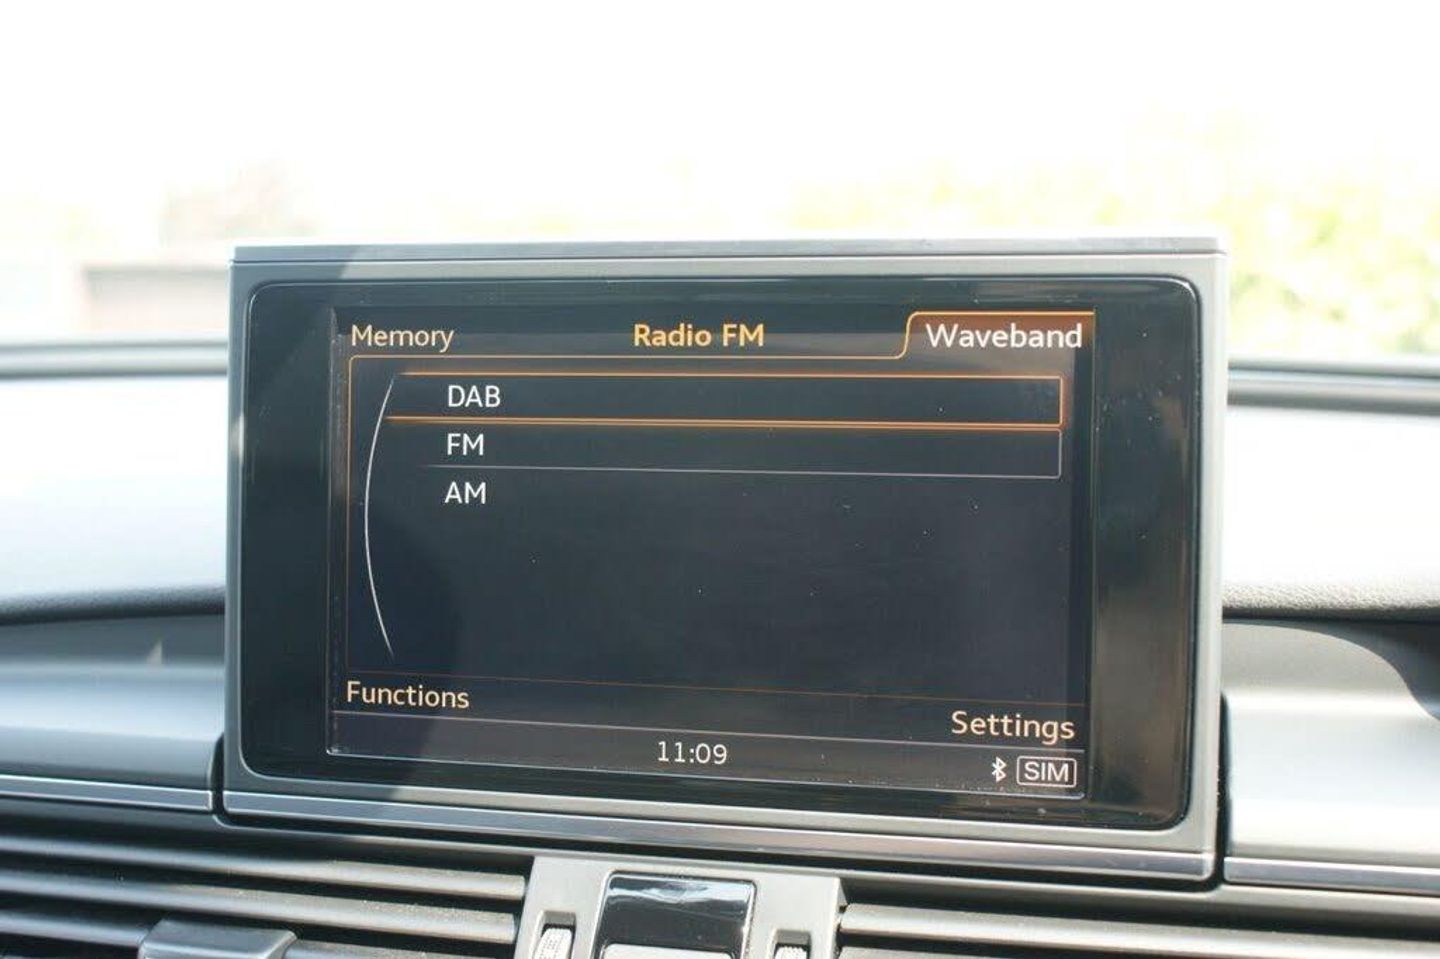 Memory Radio FM Waveband
DAB
FM
AM
Functions
Settings
11:09
SIM